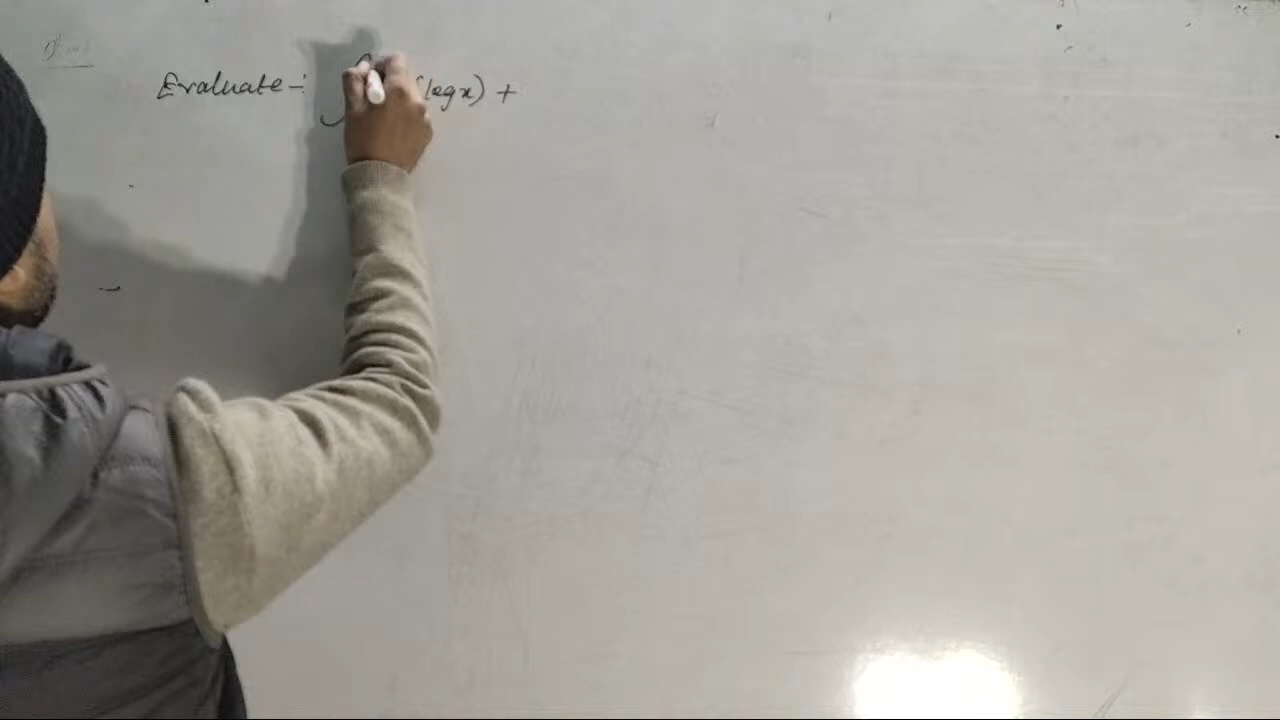 Evaluate :- ∫ (logx) +